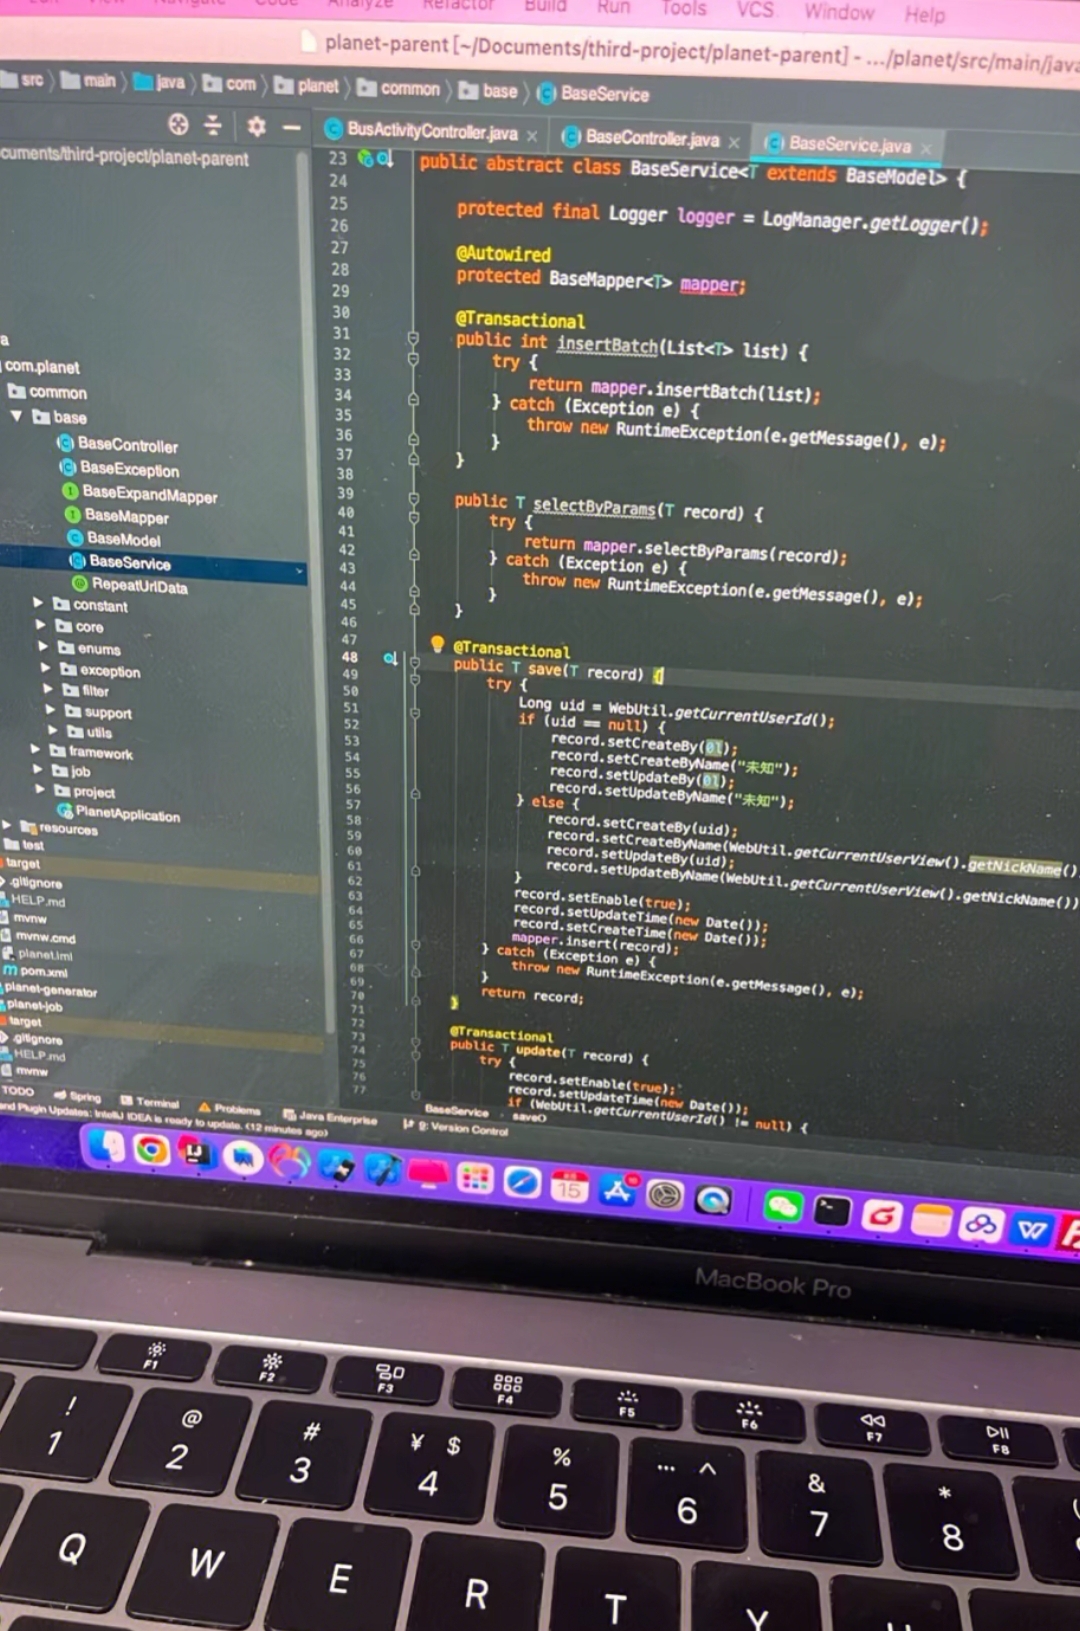 Analyze Refactor Build Run Tools VCS Window Help
planet-parent [~/Documents/third-project/planet-parent] - .../planet/src/main/java
src main java com planet common base BaseService
BusActivityController.java BaseController.java BaseService.java
cuments/third-project/planet-parent
a
com.planet
common
base
BaseController
BaseException
BaseExpandMapper
BaseMapper
BaseModel
BaseService
RepeatUrlData
constant
core
enums
exception
filter
support
utils
framework
job
project
PlanetApplication
resources
test
target
.gitignore
HELP.md
mvnw
mvnw.cmd
planet.iml
pom.xml
planet-generator
planet-job
target
.gitignore
HELP.md
mvnw
23 public abstract class BaseService<T extends BaseModel> {
24
25 protected final Logger logger = LogManager.getLogger();
26
27 @Autowired
28 protected BaseMapper<T> mapper;
29
30 @Transactional
31 public int insertBatch(List<T> list) {
32 try {
33 return mapper.insertBatch(list);
34 } catch (Exception e) {
35 throw new RuntimeException(e.getMessage(), e);
36 }
37 }
38
39 public T selectByParams(T record) {
40 try {
41 return mapper.selectByParams(record);
42 } catch (Exception e) {
43 throw new RuntimeException(e.getMessage(), e);
44 }
45 }
46
47 @Transactional
48 public T save(T record) {
49 try {
50 Long uid = WebUtil.getCurrentUserId();
51 if (uid == null) {
52 record.setCreateBy(0l);
53 record.setCreateByName("未知");
54 record.setUpdateBy(0l);
55 record.setUpdateByName("未知");
56 } else {
57 record.setCreateBy(uid);
58 record.setCreateByName(WebUtil.getCurrentUserView().getNickName()
59 record.setUpdateBy(uid);
60 record.setUpdateByName(WebUtil.getCurrentUserView().getNickName())
61 }
62 record.setEnable(true);
63 record.setUpdateTime(new Date());
64 record.setCreateTime(new Date());
65 mapper.insert(record);
66 } catch (Exception e) {
67 throw new RuntimeException(e.getMessage(), e);
68 }
69 return record;
70 }
71
72 @Transactional
73 public T update(T record) {
74 try {
75 record.setEnable(true);
76 record.setUpdateTime(new Date());
77 if (WebUtil.getCurrentUserId() != null) {
BaseService save()
TODO Spring Terminal Problems Java Enterprise 9: Version Control
and Plugin Updates: IntelliJ IDEA is ready to update. (12 minutes ago)
15
MacBook Pro
F1 F2 F3 F4 F5 F6 F7 F8
! @ # ¥ $ % … ^ & *
1 2 3 4 5 6 7 8
Q W E R T Y